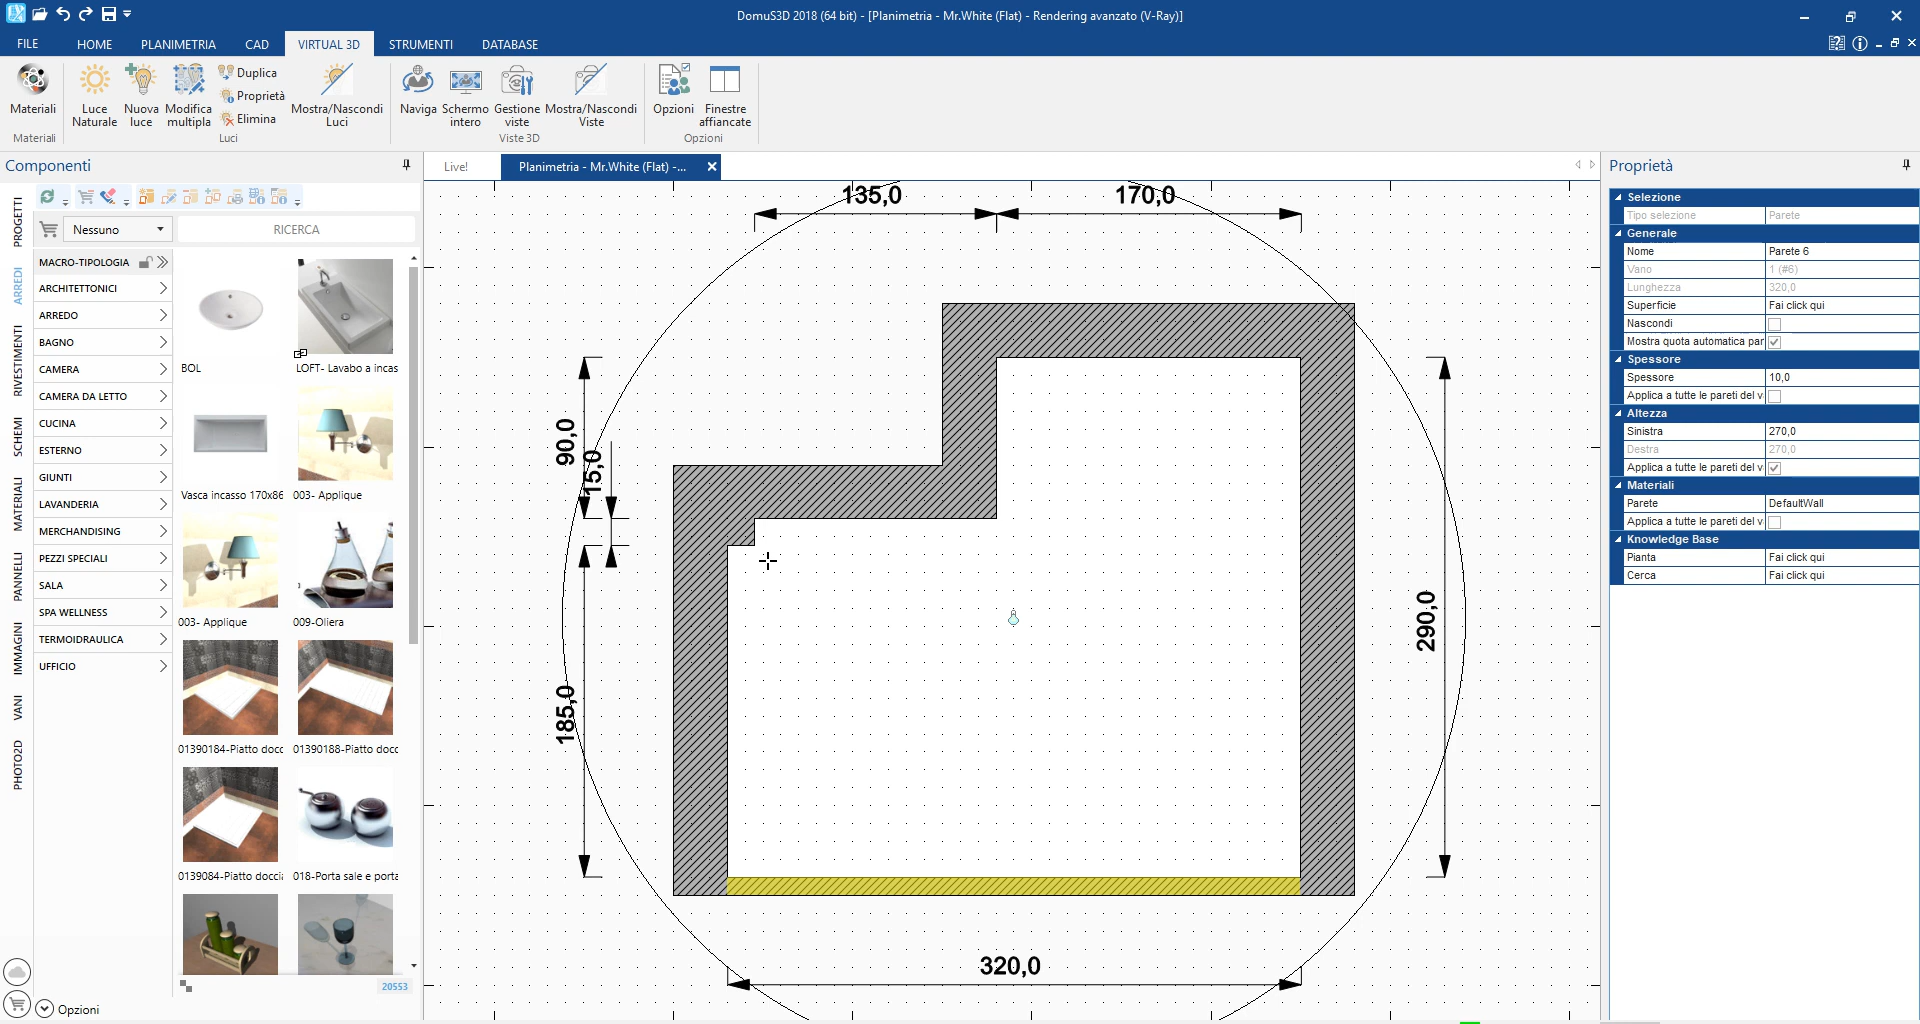 DomuS3D 2018 (64 bit) - [Planimetria - Mr.White (Flat) - Rendering avanzato (V-Ray)]
FILE HOME PLANIMETRIA CAD VIRTUAL 3D STRUMENTI DATABASE
Materiali
Luce Naturale
Nuova luce
Modifica multipla
Duplica
Proprietà
Elimina
Mostra/Nascondi Luci
Naviga
Schermo intero
Gestione viste
Mostra/Nascondi Viste
Opzioni
Finestre affiancate
Materiali
Luci
Viste 3D
Opzioni
Componenti
Live!
Planimetria - Mr.White (Flat) -...
Proprietà
PROGETTI
ARREDI
RIVESTIMENTI
SCHEMI
MATERIALI
PANNELLI
IMMAGINI
VANI
PHOTO2D
Nessuno
RICERCA
MACRO-TIPOLOGIA
ARCHITETTONICI
ARREDO
BAGNO
CAMERA
CAMERA DA LETTO
CUCINA
ESTERNO
GIUNTI
LAVANDERIA
MERCHANDISING
PEZZI SPECIALI
SALA
SPA WELLNESS
TERMOIDRAULICA
UFFICIO
BOL
LOFT- Lavabo a incas
Vasca incasso 170x86
003- Applique
003- Applique
009-Oliera
01390184-Piatto docc
01390188-Piatto docc
0139084-Piatto doccia
018-Porta sale e porta
20553
Opzioni
135,0
170,0
90,0
15,0
185,0
290,0
320,0
Selezione
Tipo selezione Parete
Generale
Nome Parete 6
Vano 1 (#6)
Lunghezza 320,0
Superficie Fai click qui
Nascondi
Mostra quota automatica par
Spessore
Spessore 10,0
Applica a tutte le pareti del v
Altezza
Sinistra 270,0
Destra 270,0
Applica a tutte le pareti del v
Materiali
Parete DefaultWall
Applica a tutte le pareti del v
Knowledge Base
Pianta Fai click qui
Cerca Fai click qui